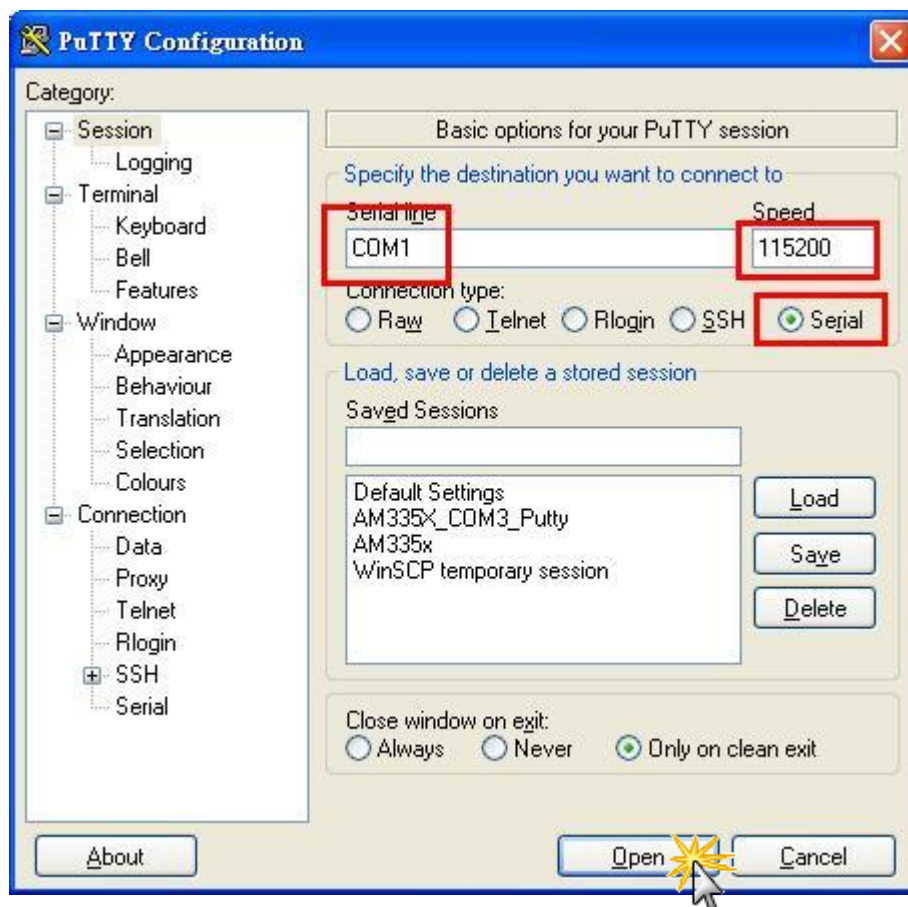 PuTTY Configuration
Category:
Session
Logging
Terminal
Keyboard
Bell
Features
Window
Appearance
Behaviour
Translation
Selection
Colours
Connection
Data
Proxy
Telnet
Rlogin
SSH
Serial
Basic options for your PuTTY session
Specify the destination you want to connect to
Serial line Speed
COM1 115200
Connection type:
Raw Telnet Rlogin SSH Serial
Load, save or delete a stored session
Saved Sessions
Default Settings
AM335X_COM3_Putty
AM335x
WinSCP temporary session
Load
Save
Delete
Close window on exit:
Always Never Only on clean exit
About Open Cancel